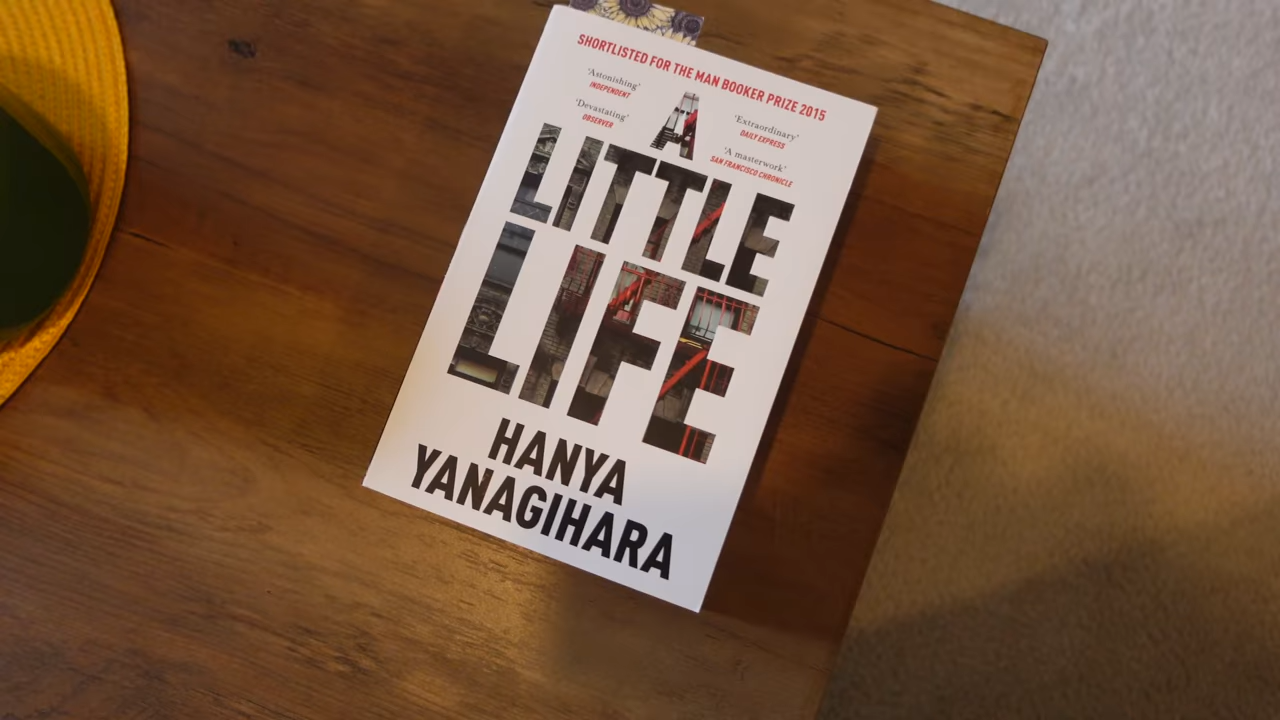 SHORTLISTED FOR THE MAN BOOKER PRIZE 2015
'Astonishing'
INDEPENDENT
'Devastating'
OBSERVER
'Extraordinary'
DAILY EXPRESS
'A masterwork'
SAN FRANCISCO CHRONICLE
A
LITTLE
LIFE
HANYA
YANAGIHARA